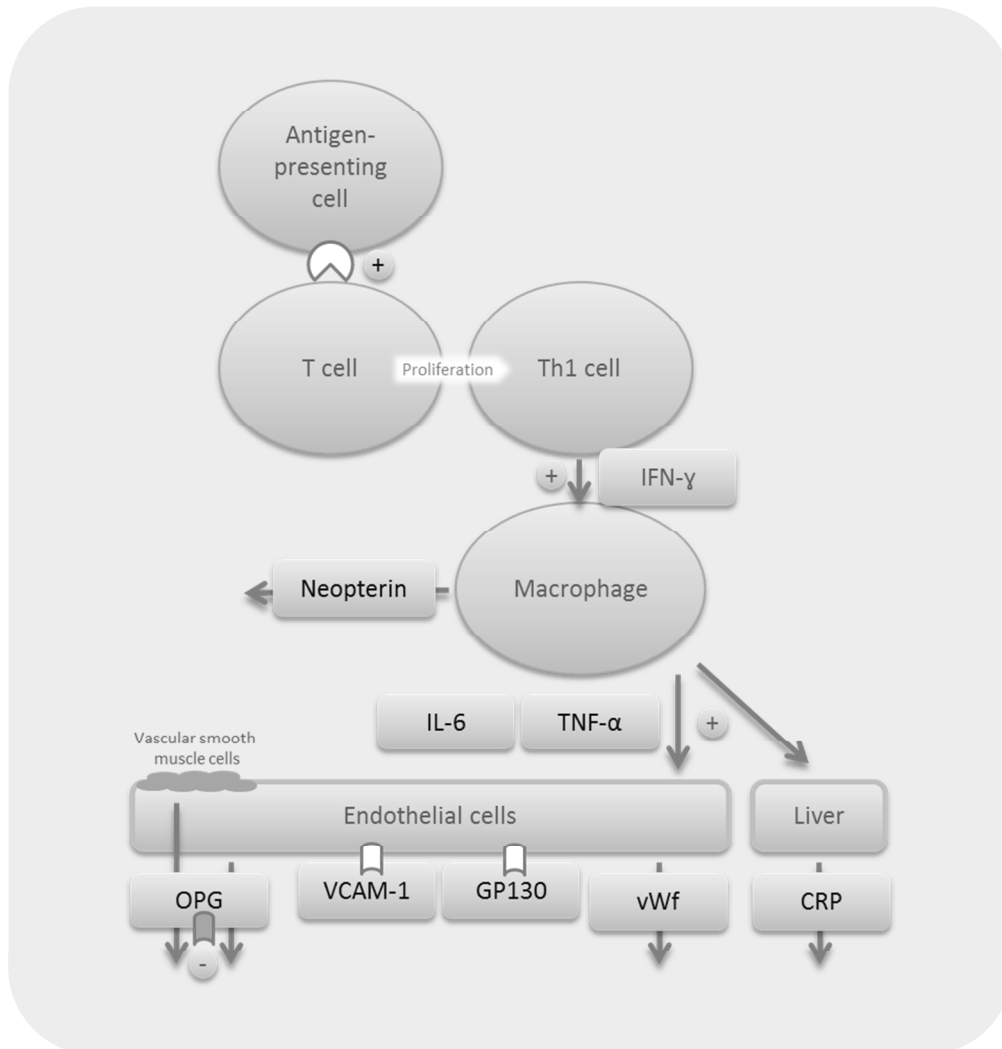 Antigen-
presenting
cell
+
T cell
Proliferation
Th1 cell
+
IFN-ɣ
Neopterin
Macrophage
IL-6
TNF-α
+
Vascular smooth
muscle cells
Endothelial cells
Liver
OPG
VCAM-1
GP130
vWf
CRP
-